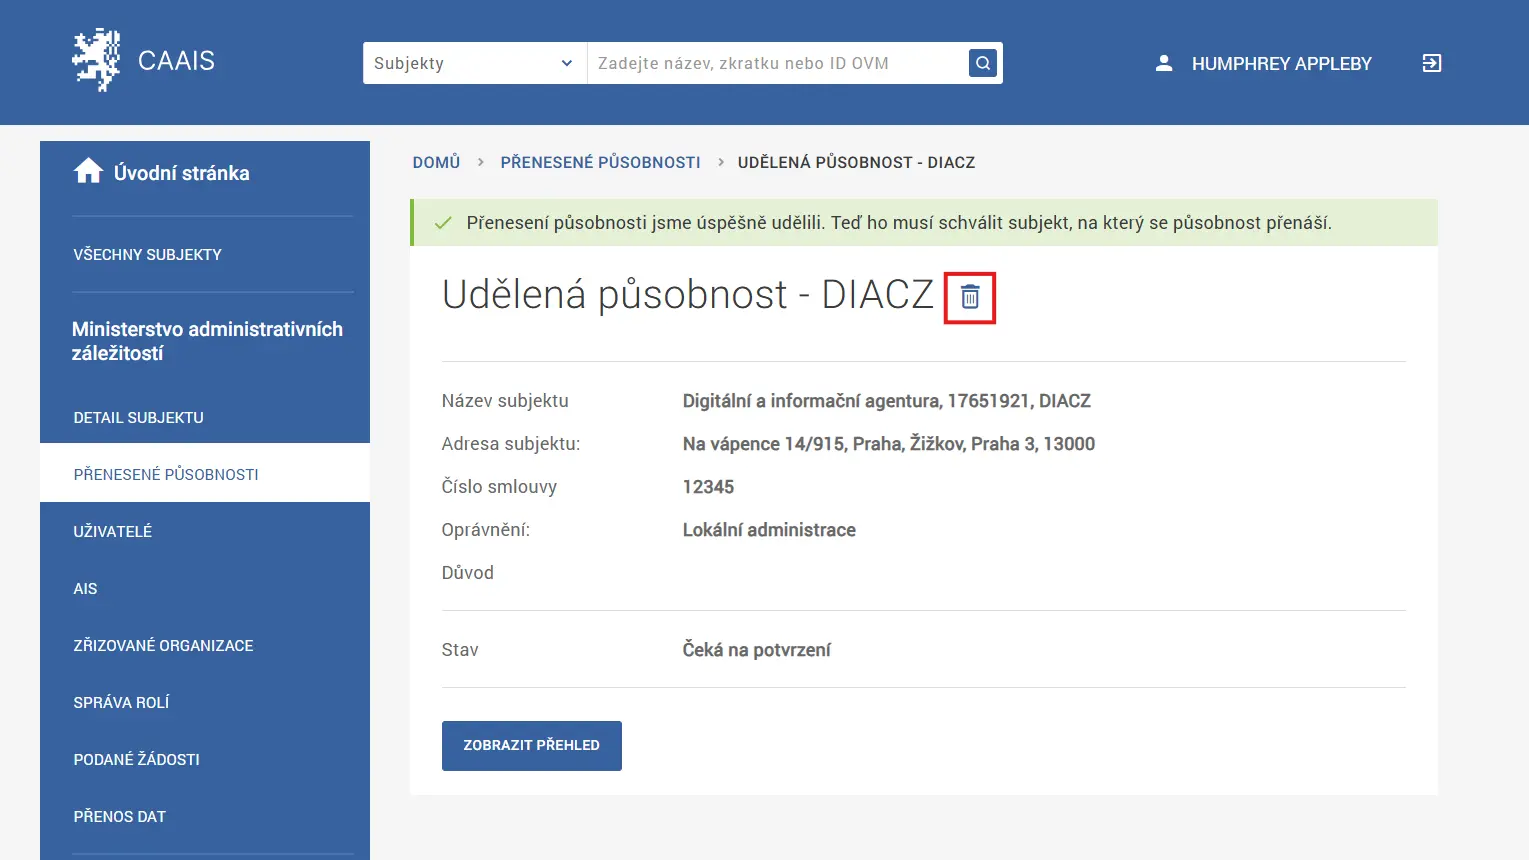 CAAIS
Subjekty
Zadejte název, zkratku nebo ID OVM
HUMPHREY APPLEBY
Úvodní stránka
VŠECHNY SUBJEKTY
Ministerstvo administrativních
záležitostí
DETAIL SUBJEKTU
PŘENESENÉ PŮSOBNOSTI
UŽIVATELÉ
AIS
ZŘIZOVANÉ ORGANIZACE
SPRÁVA ROLÍ
PODANÉ ŽÁDOSTI
PŘENOS DAT
DOMŮ > PŘENESENÉ PŮSOBNOSTI > UDĚLENÁ PŮSOBNOST - DIACZ
Přenesení působnosti jsme úspěšně udělili. Teď ho musí schválit subjekt, na který se působnost přenáší.
Udělená působnost - DIACZ
Název subjektu Digitální a informační agentura, 17651921, DIACZ
Adresa subjektu: Na vápence 14/915, Praha, Žižkov, Praha 3, 13000
Číslo smlouvy 12345
Oprávnění: Lokální administrace
Důvod
Stav Čeká na potvrzení
ZOBRAZIT PŘEHLED